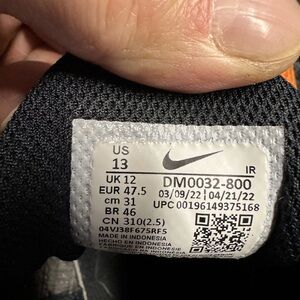 US
13
IR
UK 12
DM0032-800
EUR 47.5
03/09/22 | 04/21/22
cm 31
UPC 00196149375168
BR 46
CN 310(2.5)
04VJ38F675RF5
MADE IN INDONESIA
HECHO EN INDONESIA